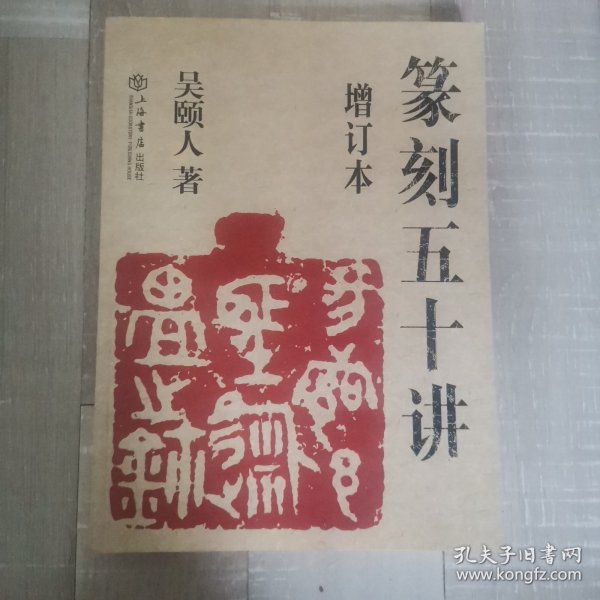 篆刻五十讲
增订本
吴颐人 著
上海书店出版社
孔夫子旧书网
www.kongfz.com